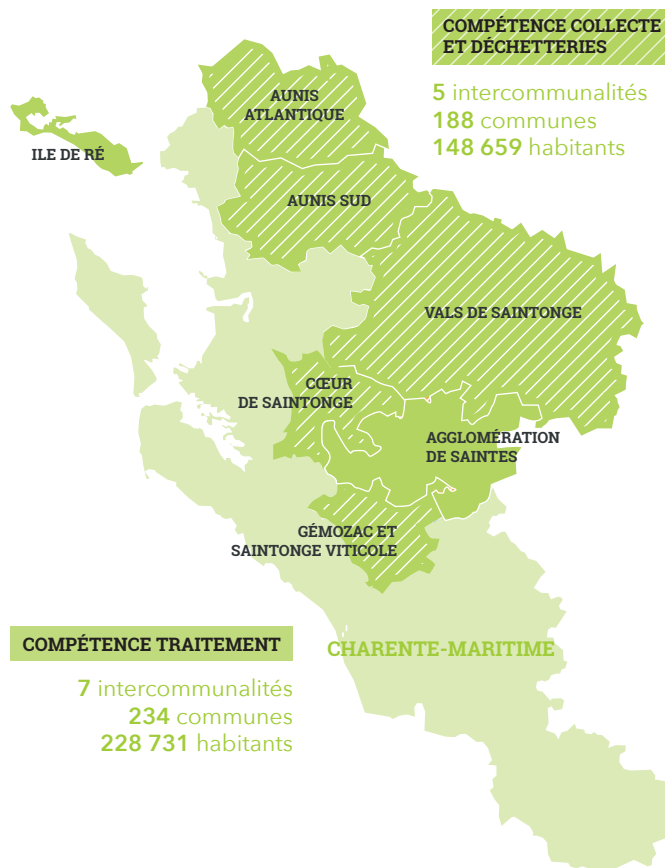 COMPÉTENCE COLLECTE
ET DÉCHETTERIES
5 intercommunalités
188 communes
148 659 habitants
AUNIS
ATLANTIQUE
ILE DE RÉ
AUNIS SUD
VALS DE SAINTONGE
CŒUR
DE SAINTONGE
AGGLOMÉRATION
DE SAINTES
GÉMOZAC ET
SAINTONGE VITICOLE
COMPÉTENCE TRAITEMENT
CHARENTE-MARITIME
7 intercommunalités
234 communes
228 731 habitants